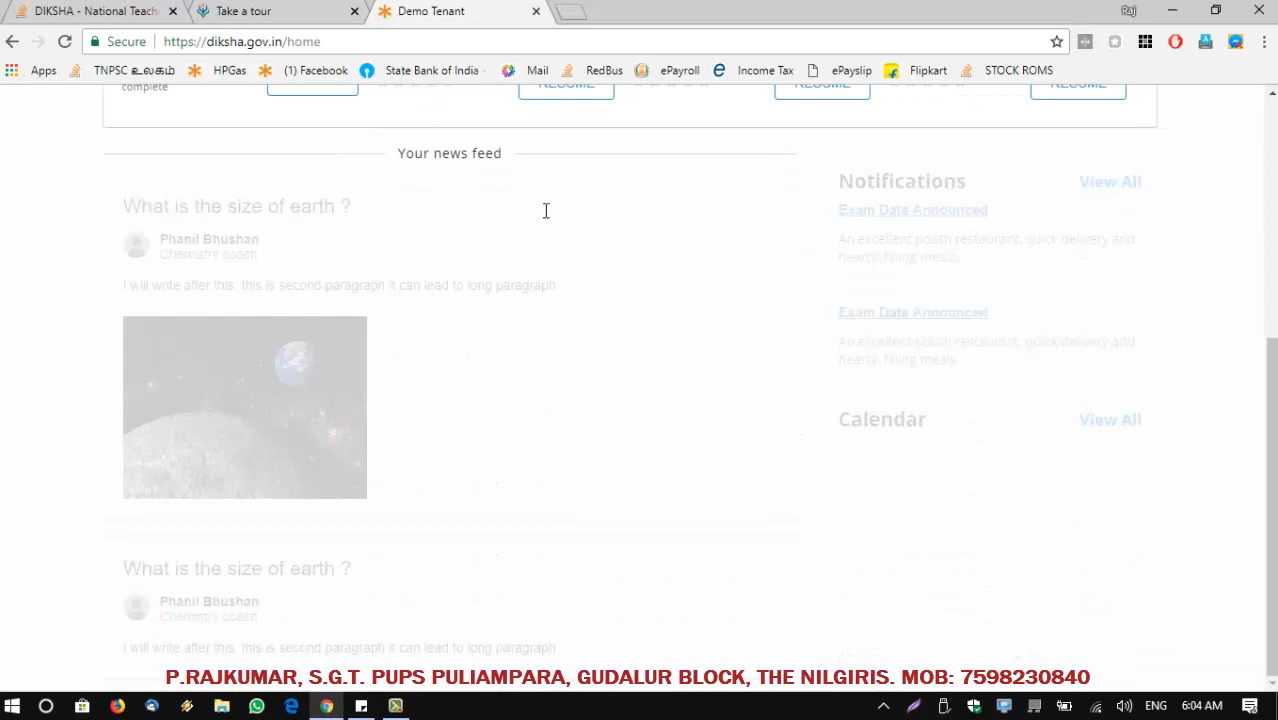 DIKSHA - National Teach
Take a tour
Demo Tenant
Secure
https://diksha.gov.in/home
Apps
HPGas
(1) Facebook
State Bank of India -
Mail
RedBus
ePayroll
Income Tax
ePayslip
Flipkart
STOCK ROMS
complete
RESUME
RESUME
RESUME
Your news feed
What is the size of earth ?
Phanil Bhushan
Chemistry coach
I will write after this. this is second paragraph it can lead to long paragraph
Notifications
View All
Exam Date Announced
An excellent polish restaurant, quick delivery and
hearty, filling meals.
Exam Date Announced
An excellent polish restaurant, quick delivery and
hearty, filling meals.
Calendar
View All
What is the size of earth ?
Phanil Bhushan
Chemistry coach
I will write after this. this is second paragraph it can lead to long paragraph
P.RAJKUMAR, S.G.T. PUPS PULIAMPARA, GUDALUR BLOCK, THE NILGIRIS. MOB: 7598230840
ENG
6:04 AM